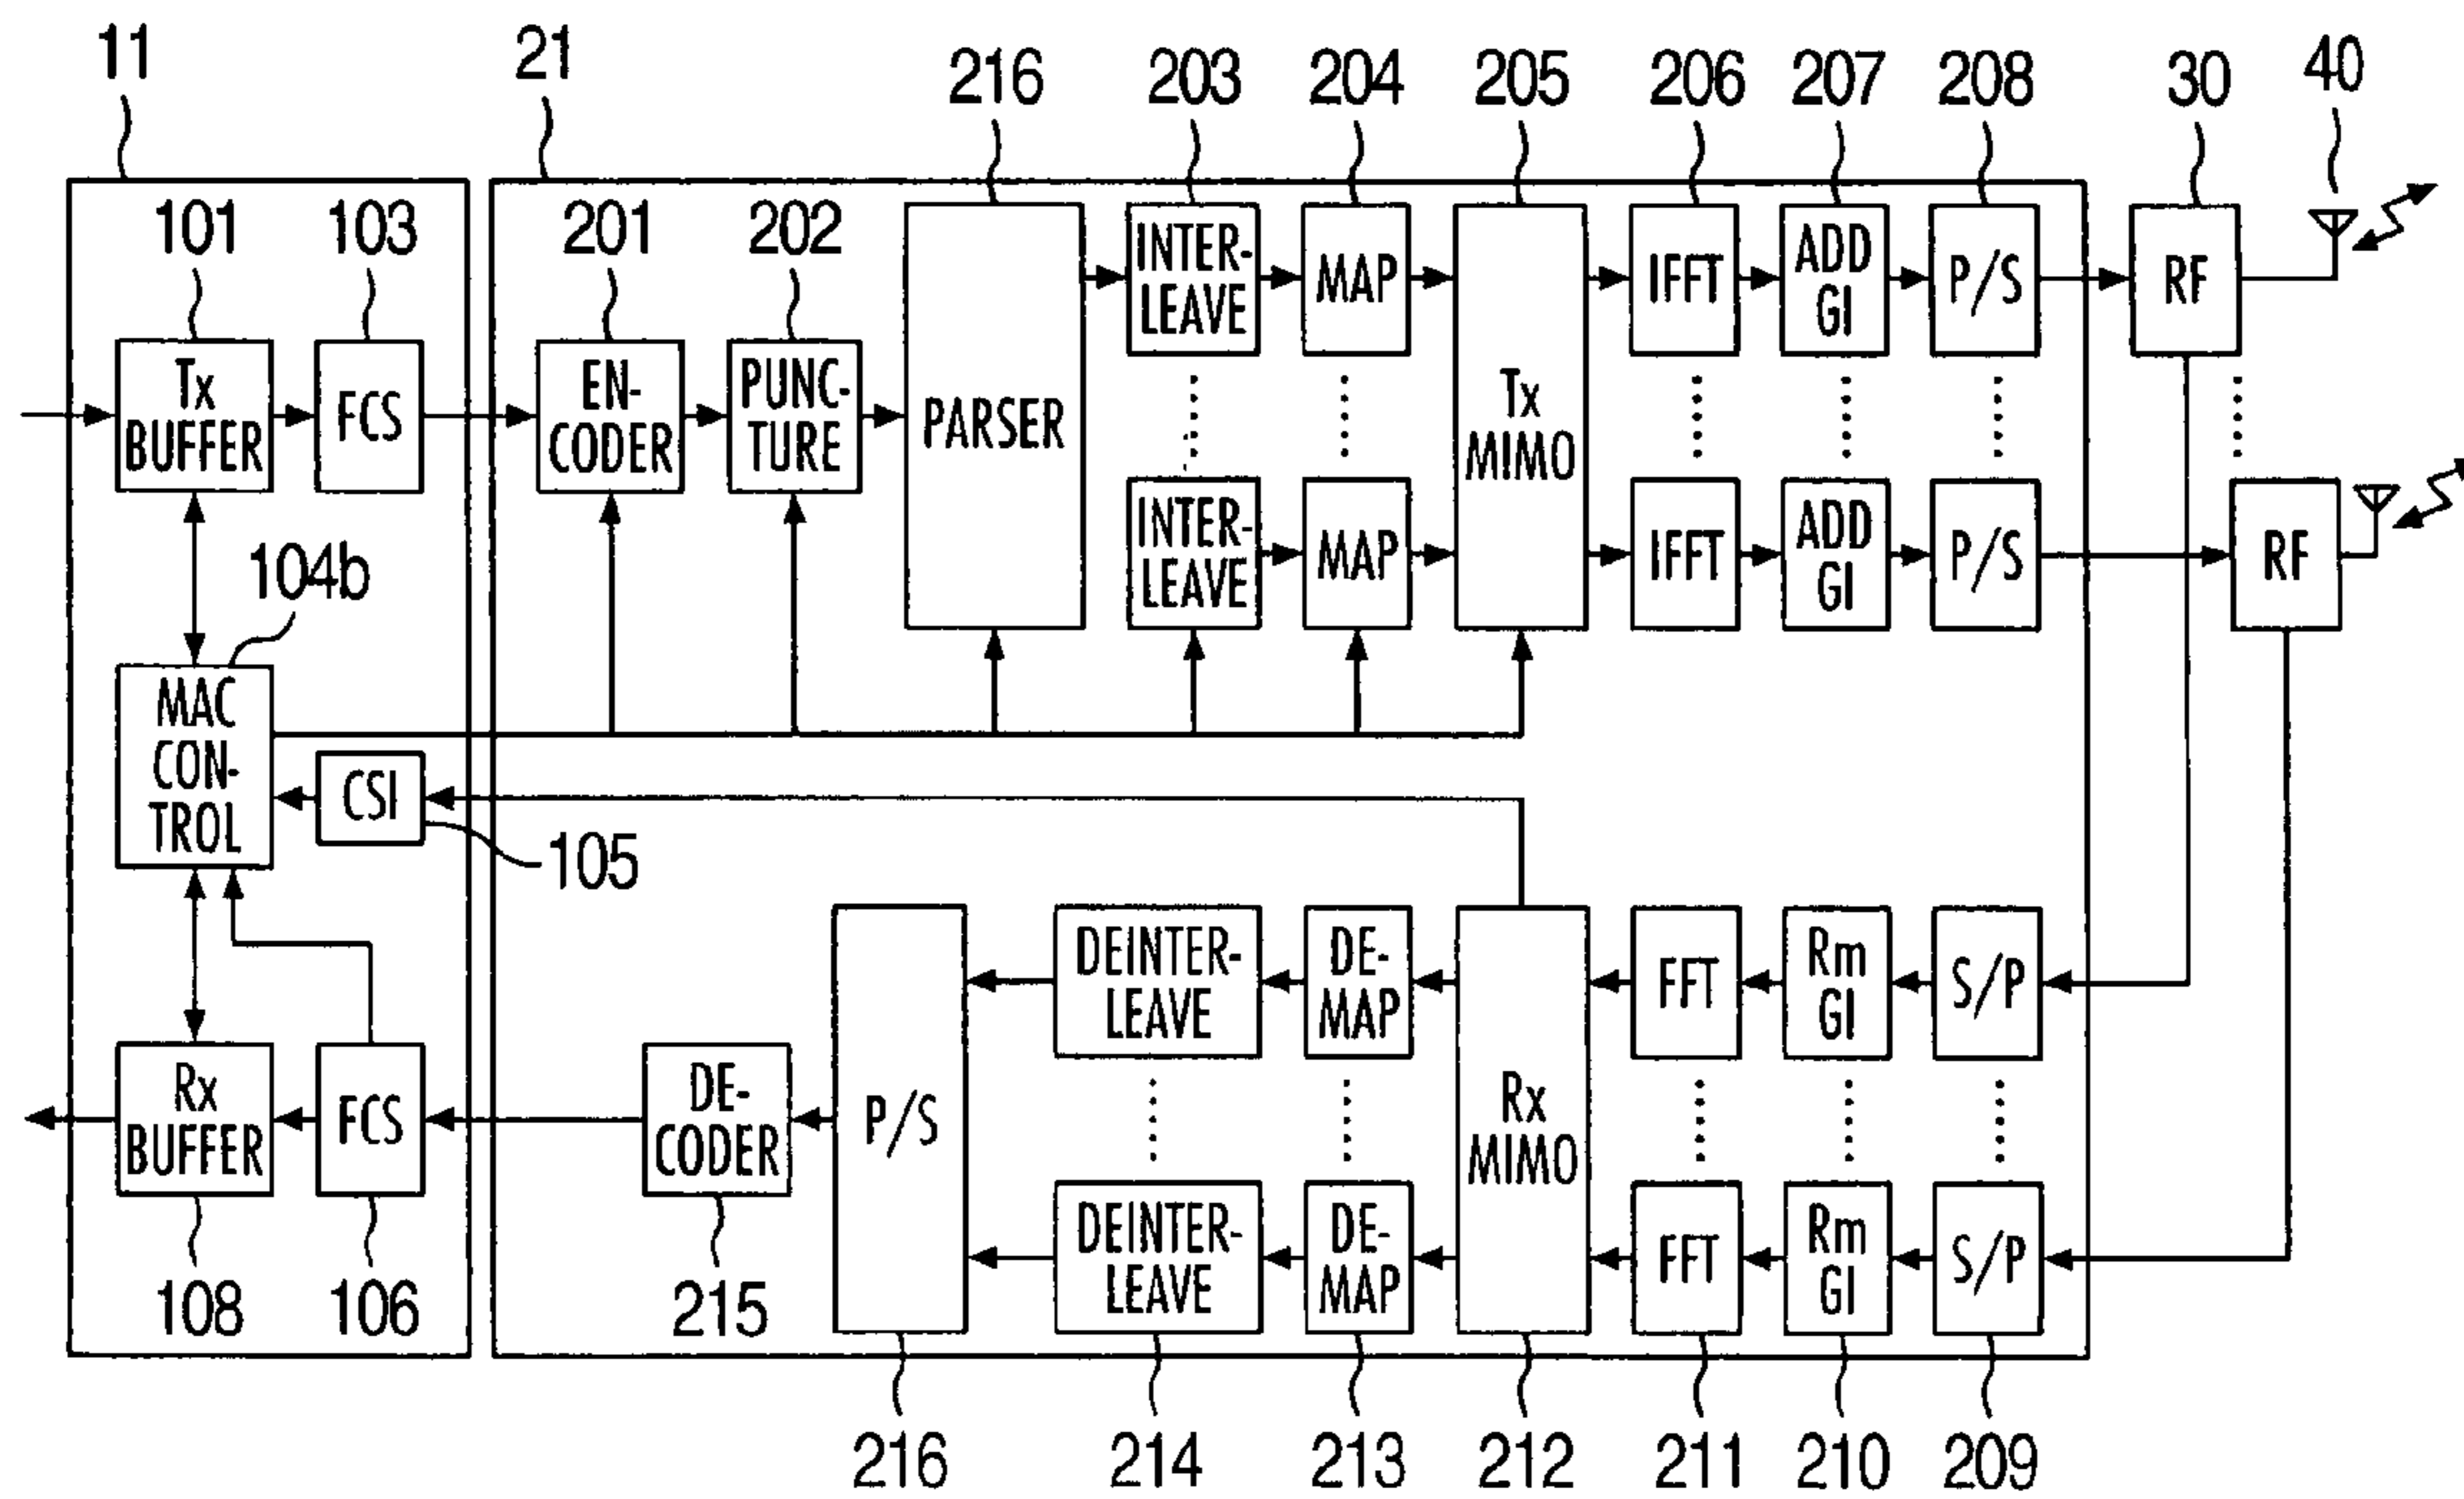 11
21
216
203
204
205
206
207
208
30
40
101
103
201
202
Tx
BUFFER
FCS
EN-
CODER
PUNC-
TURE
PARSER
INTER-
LEAVE
MAP
Tx
MIMO
IFFT
ADD
GI
P/S
RF
INTER-
LEAVE
MAP
IFFT
ADD
GI
P/S
RF
104b
MAC
CON-
TROL
CSI
105
Rx
BUFFER
FCS
DE-
CODER
P/S
DEINTER-
LEAVE
DE-
MAP
Rx
MIMO
FFT
Rm
GI
S/P
DEINTER-
LEAVE
DE-
MAP
FFT
Rm
GI
S/P
108
106
215
216
214
213
212
211
210
209